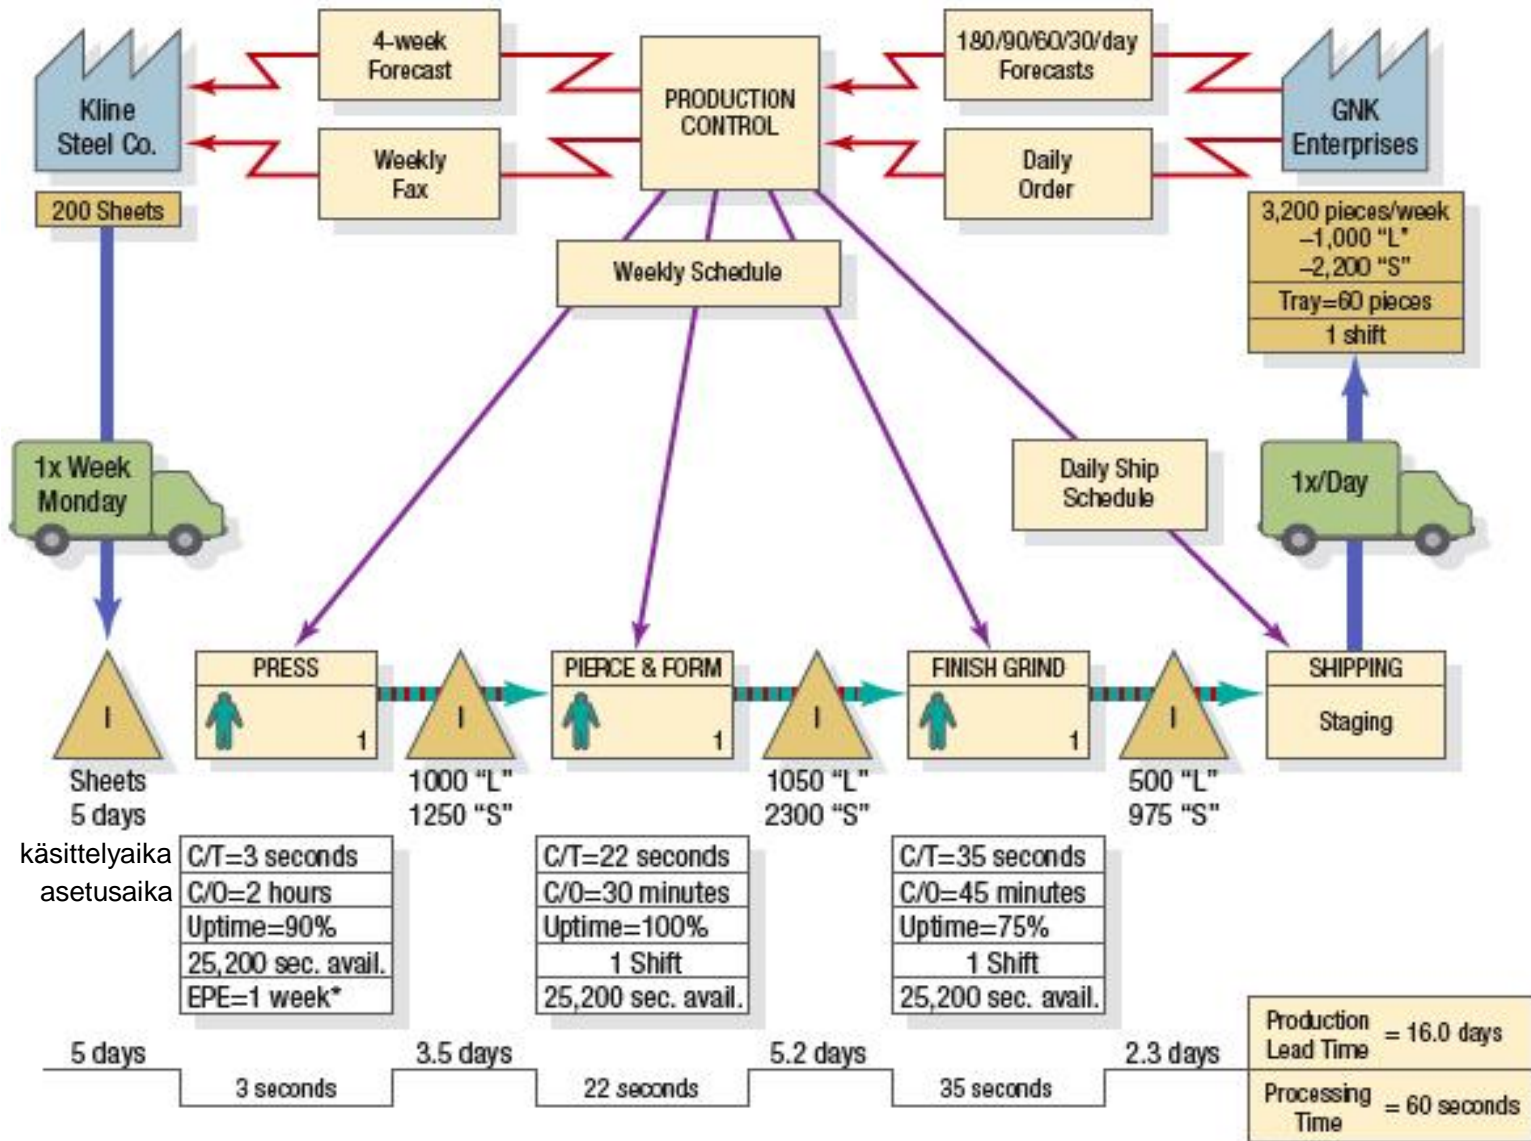 4-week
Forecast
180/90/60/30/day
Forecasts
PRODUCTION
CONTROL
Kline
Steel Co.
GNK
Enterprises
Weekly
Fax
Daily
Order
200 Sheets
3,200 pieces/week
–1,000 “L”
–2,200 “S”
Tray=60 pieces
1 shift
Weekly Schedule
1x Week
Monday
Daily Ship
Schedule
1x/Day
PRESS
1
PIERCE & FORM
1
FINISH GRIND
1
SHIPPING
Staging
I
I
I
I
Sheets
5 days
1000 “L”
1250 “S”
1050 “L”
2300 “S”
500 “L”
975 “S”
käsittelyaika
asetusaika
C/T=3 seconds
C/O=2 hours
Uptime=90%
25,200 sec. avail.
EPE=1 week*
C/T=22 seconds
C/O=30 minutes
Uptime=100%
1 Shift
25,200 sec. avail.
C/T=35 seconds
C/O=45 minutes
Uptime=75%
1 Shift
25,200 sec. avail.
5 days
3 seconds
3.5 days
22 seconds
5.2 days
35 seconds
2.3 days
Production
Lead Time = 16.0 days
Processing
Time = 60 seconds